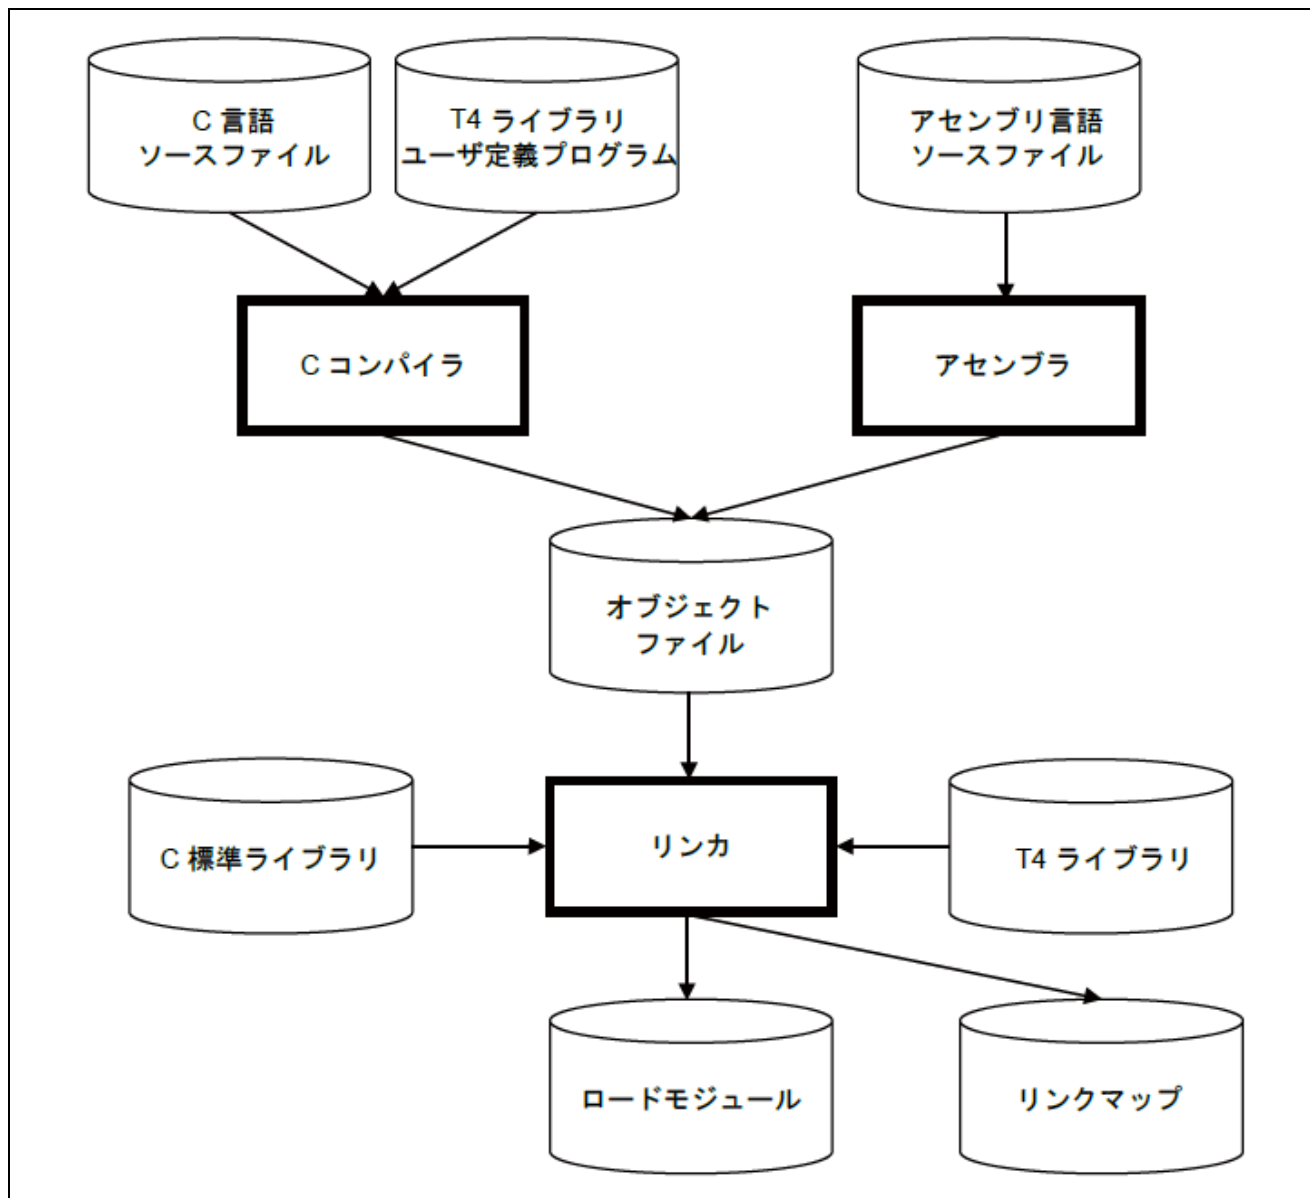 C 言語
ソースファイル
T4 ライブラリ
ユーザ定義プログラム
アセンブリ言語
ソースファイル
C コンパイラ
アセンブラ
オブジェクト
ファイル
C 標準ライブラリ
リンカ
T4 ライブラリ
ロードモジュール
リンクマップ